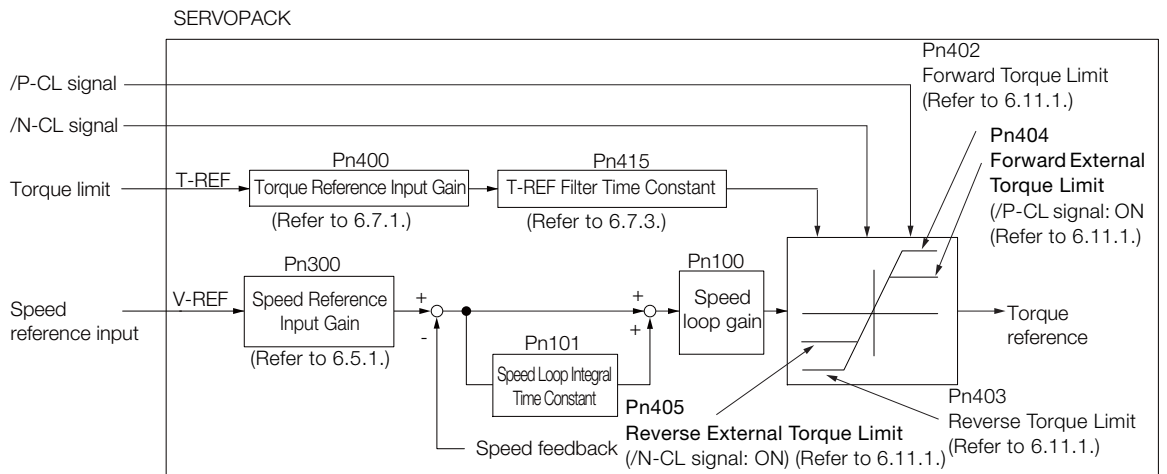 SERVOPACK
/P-CL signal
/N-CL signal
Torque limit
T-REF
Pn400
Torque Reference Input Gain
(Refer to 6.7.1.)
Pn415
T-REF Filter Time Constant
(Refer to 6.7.3.)
Pn402
Forward Torque Limit
(Refer to 6.11.1.)
Pn404
Forward External
Torque Limit
(/P-CL signal: ON
(Refer to 6.11.1.)
Speed
reference input
V-REF
Pn300
Speed Reference
Input Gain
(Refer to 6.5.1.)
+
-
Pn101
Speed Loop Integral
Time Constant
+
+
Pn100
Speed
loop gain
Torque
reference
Speed feedback
Pn405
Reverse External Torque Limit
(/N-CL signal: ON) (Refer to 6.11.1.)
Pn403
Reverse Torque Limit
(Refer to 6.11.1.)